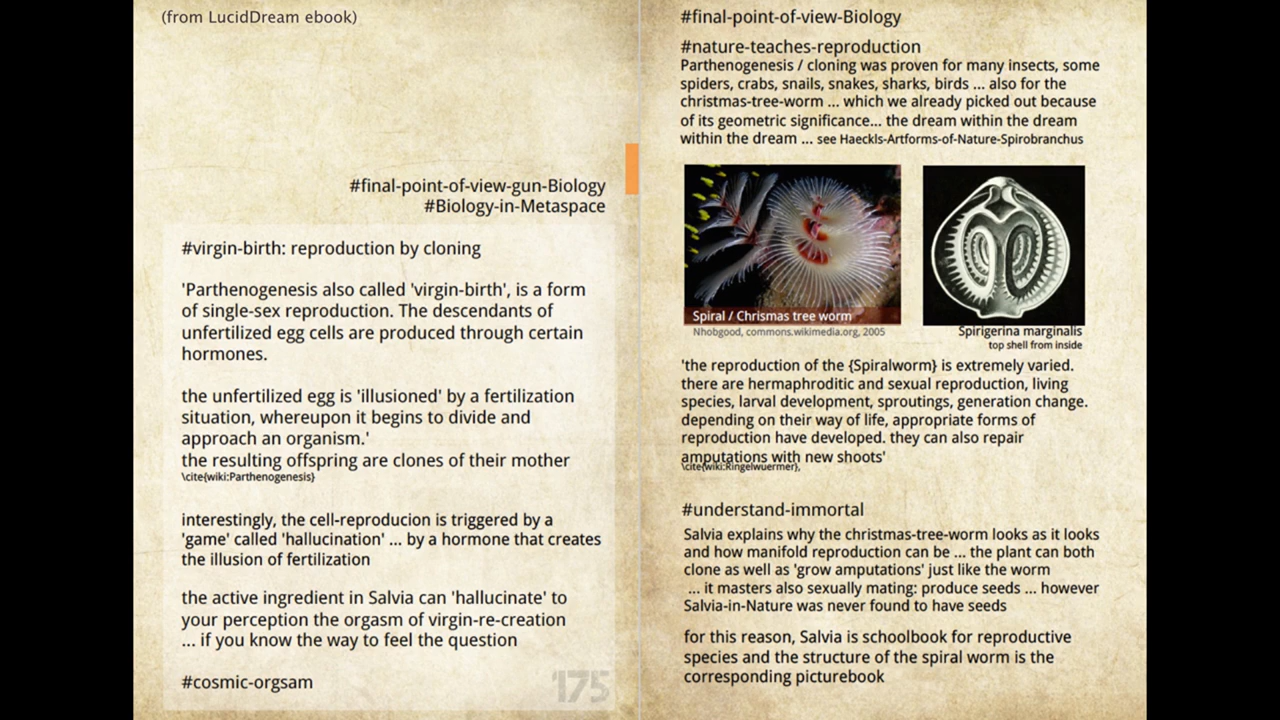 (from LucidDream ebook)
#final-point-of-view-gun-Biology
#Biology-in-Metaspace
#virgin-birth: reproduction by cloning
'Parthenogenesis also called 'virgin-birth', is a form
of single-sex reproduction. The descendants of
unfertilized egg cells are produced through certain
hormones.
the unfertilized egg is 'illusioned' by a fertilization
situation, whereupon it begins to divide and
approach an organism.'
the resulting offspring are clones of their mother
\cite{wiki:Parthenogenesis}
interestingly, the cell-reproducion is triggered by a
'game' called 'hallucination' ... by a hormone that creates
the illusion of fertilization
the active ingredient in Salvia can 'hallucinate' to
your perception the orgasm of virgin-re-creation
... if you know the way to feel the question
#cosmic-orgsam
175
#final-point-of-view-Biology
#nature-teaches-reproduction
Parthenogenesis / cloning was proven for many insects, some
spiders, crabs, snails, snakes, sharks, birds ... also for the
christmas-tree-worm ... which we already picked out because
of its geometric significance... the dream within the dream
within the dream ... see Haeckls-Artforms-of-Nature-Spirobranchus
Spiral / Chrismas tree worm
Nhobgood, commons.wikimedia.org, 2005
Spirigerina marginalis
top shell from inside
'the reproduction of the {Spiralworm} is extremely varied.
there are hermaphroditic and sexual reproduction, living
species, larval development, sproutings, generation change.
depending on their way of life, appropriate forms of
reproduction have developed. they can also repair
amputations with new shoots'
\cite{wiki:Ringelwuermer},
#understand-immortal
Salvia explains why the christmas-tree-worm looks as it looks
and how manifold reproduction can be ... the plant can both
clone as well as 'grow amputations' just like the worm
... it masters also sexually mating: produce seeds ... however
Salvia-in-Nature was never found to have seeds
for this reason, Salvia is schoolbook for reproductive
species and the structure of the spiral worm is the
corresponding picturebook